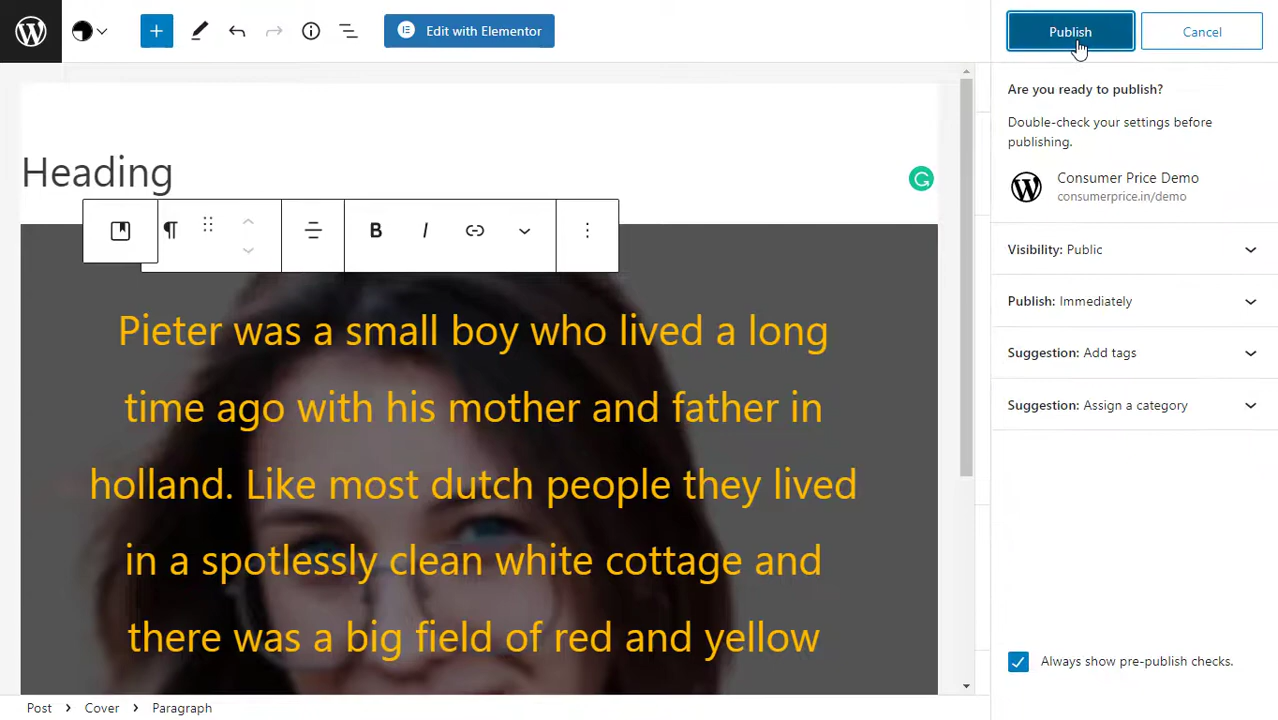 Edit with Elementor
Publish
Cancel
Are you ready to publish?
Double-check your settings before
publishing.
Consumer Price Demo
consumerprice.in/demo
Visibility: Public
Publish: Immediately
Suggestion: Add tags
Suggestion: Assign a category
Always show pre-publish checks.
Heading
B I
Pieter was a small boy who lived a long
time ago with his mother and father in
holland. Like most dutch people they lived
in a spotlessly clean white cottage and
there was a big field of red and yellow
Post Cover Paragraph